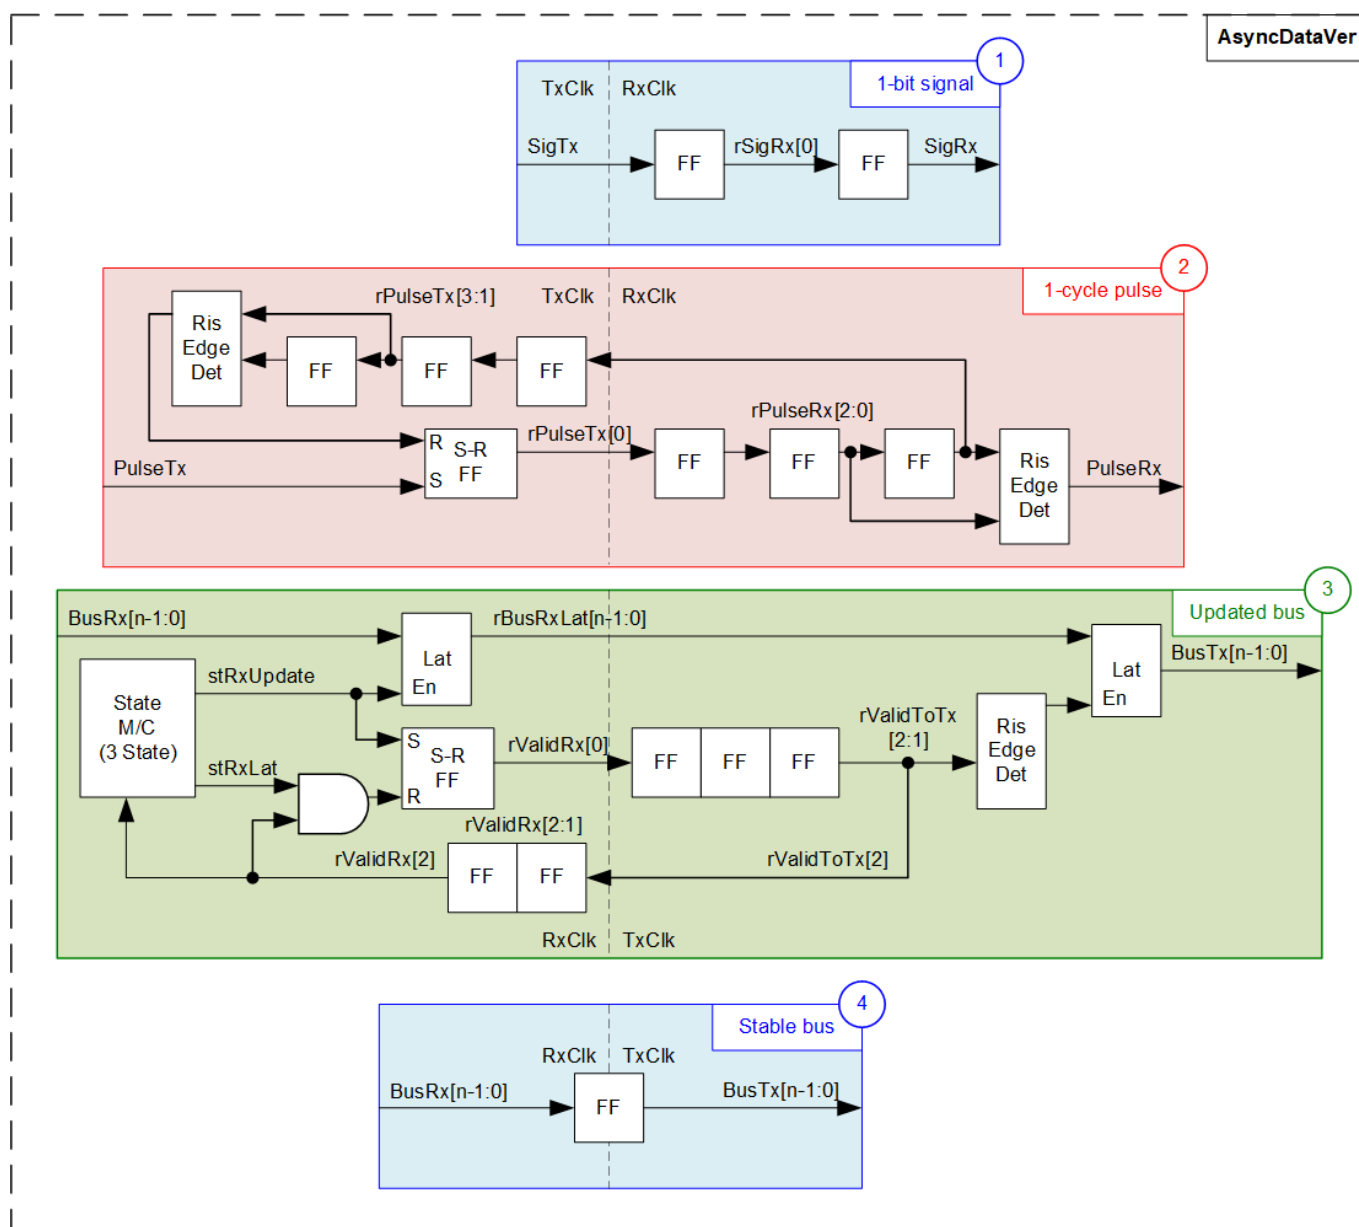 AsyncDataVer
1
1-bit signal
TxClk
RxClk
SigTx
FF
rSigRx[0]
FF
SigRx
2
1-cycle pulse
rPulseTx[3:1]
TxClk
RxClk
Ris
Edge
Det
FF
FF
FF
rPulseTx[0]
rPulseRx[2:0]
R
S
S-R
FF
PulseTx
FF
FF
FF
Ris
Edge
Det
PulseRx
3
Updated bus
BusRx[n-1:0]
rBusRxLat[n-1:0]
BusTx[n-1:0]
Lat
En
Lat
En
State
M/C
(3 State)
stRxUpdate
stRxLat
S
R
S-R
FF
rValidRx[0]
FF
FF
FF
rValidToTx
[2:1]
Ris
Edge
Det
rValidRx[2:1]
rValidRx[2]
FF
FF
rValidToTx[2]
RxClk
TxClk
4
Stable bus
RxClk
TxClk
BusRx[n-1:0]
FF
BusTx[n-1:0]